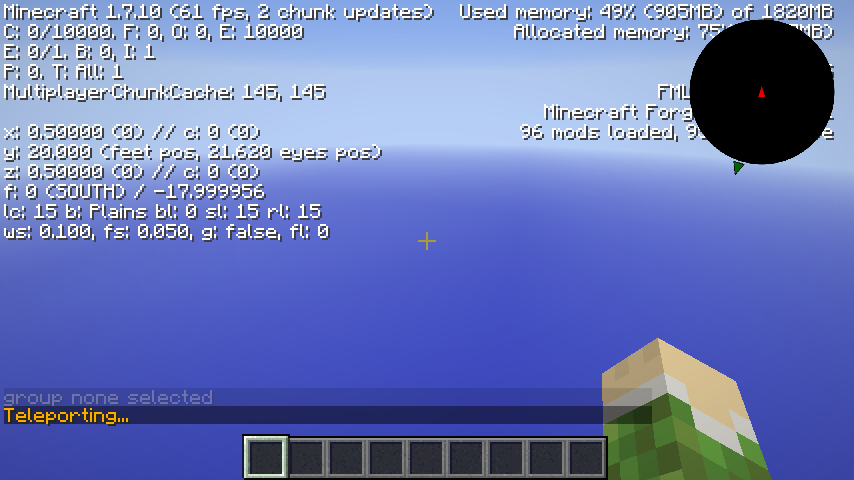 Minecraft 1.7.10 (61 fps, 2 chunk updates)
C: 0/10000. F: 0, O: 0, E: 10000
E: 0/1. B: 0, I: 1
P: 0. T: All: 1
MultiplayerChunkCache: 145, 145
x: 0.50000 (0) // c: 0 (0)
y: 20.000 (feet pos, 21.620 eyes pos)
z: 0.50000 (0) // c: 0 (0)
f: 0 (SOUTH) / -17.999956
lc: 15 b: Plains bl: 0 sl: 15 rl: 15
ws: 0.100, fs: 0.050, g: false, fl: 0
Used memory: 49% (905MB) of 1820MB
Allocated memory:
Minecraft
96 mods loaded,
group none selected
Teleporting...